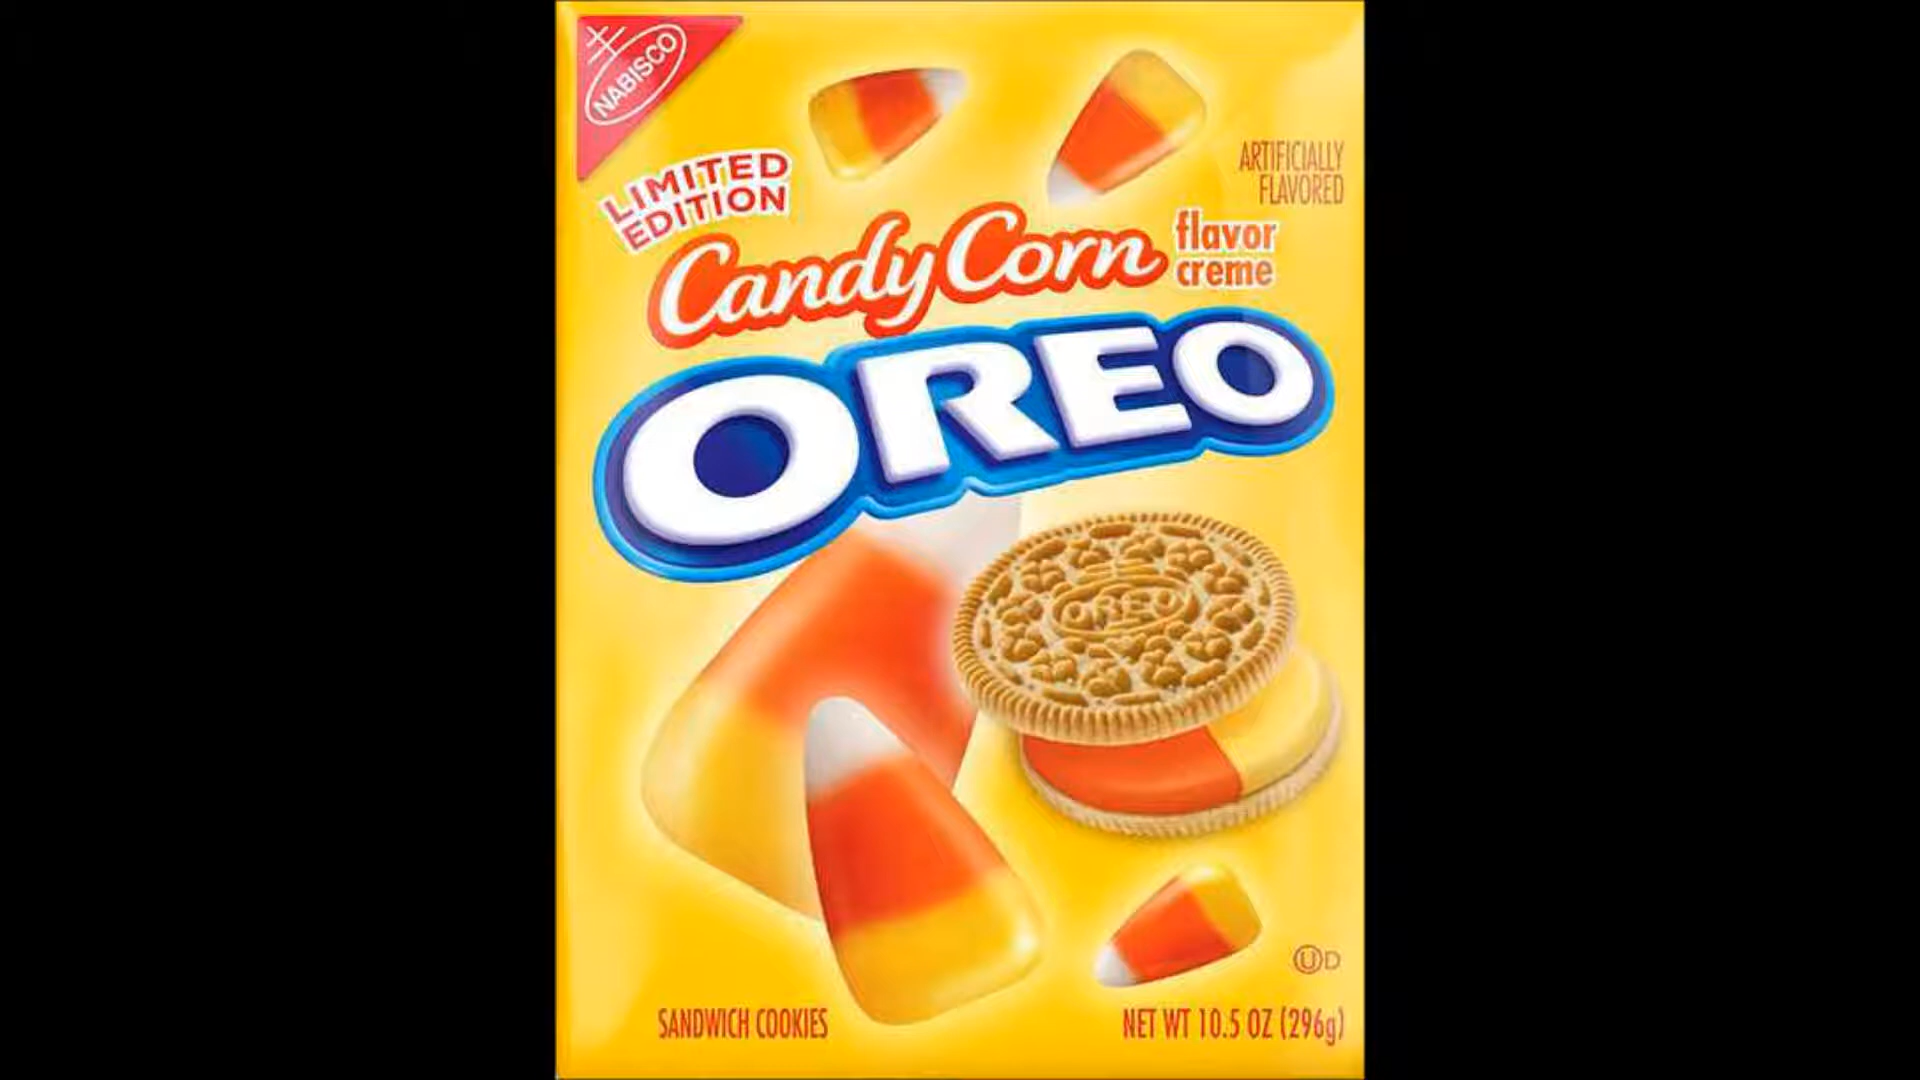 NABISCO
LIMITED
EDITION
ARTIFICIALLY
FLAVORED
Candy Corn
flavor
creme
OREO
OREO
UD
SANDWICH COOKIES
NET WT 10.5 OZ (296g)